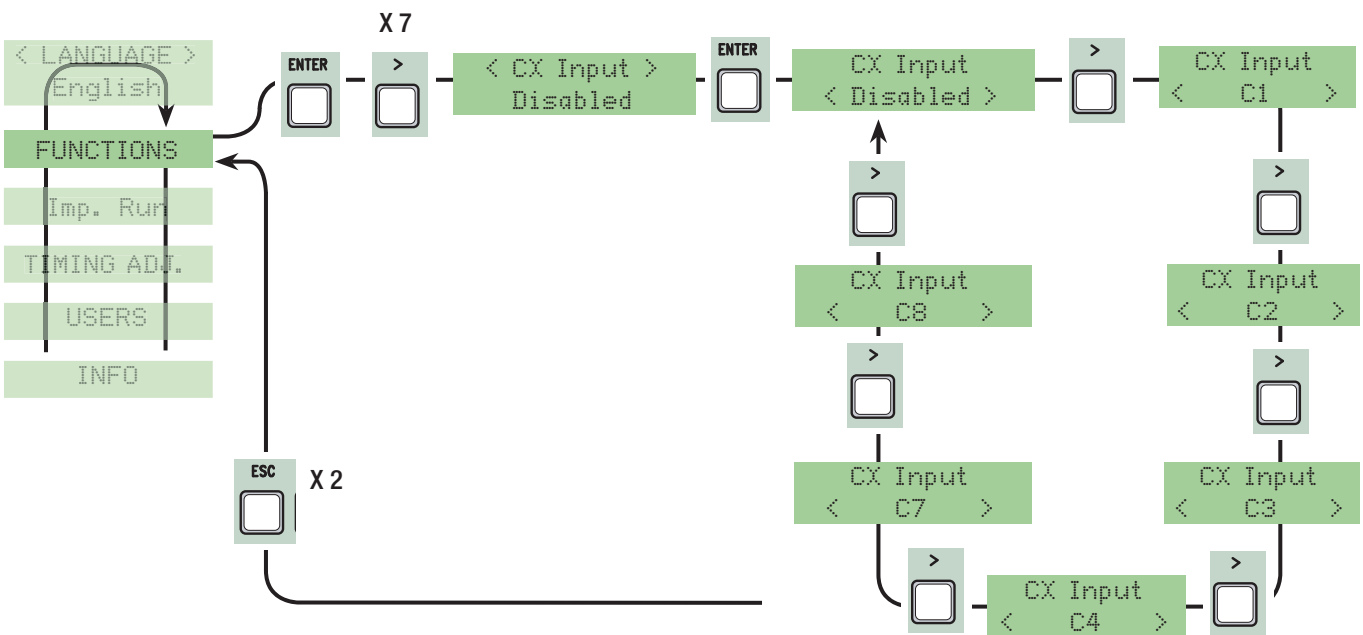 X 7
< LANGUAGE >
English
FUNCTIONS
Imp. Run
TIMING ADJ.
USERS
INFO
ENTER
>
< CX Input >
Disabled
ENTER
CX Input
< Disabled >
>
CX Input
< C1 >
>
CX Input
< C2 >
>
CX Input
< C3 >
>
CX Input
< C4 >
>
CX Input
< C7 >
>
CX Input
< C8 >
>
ESC
X 2